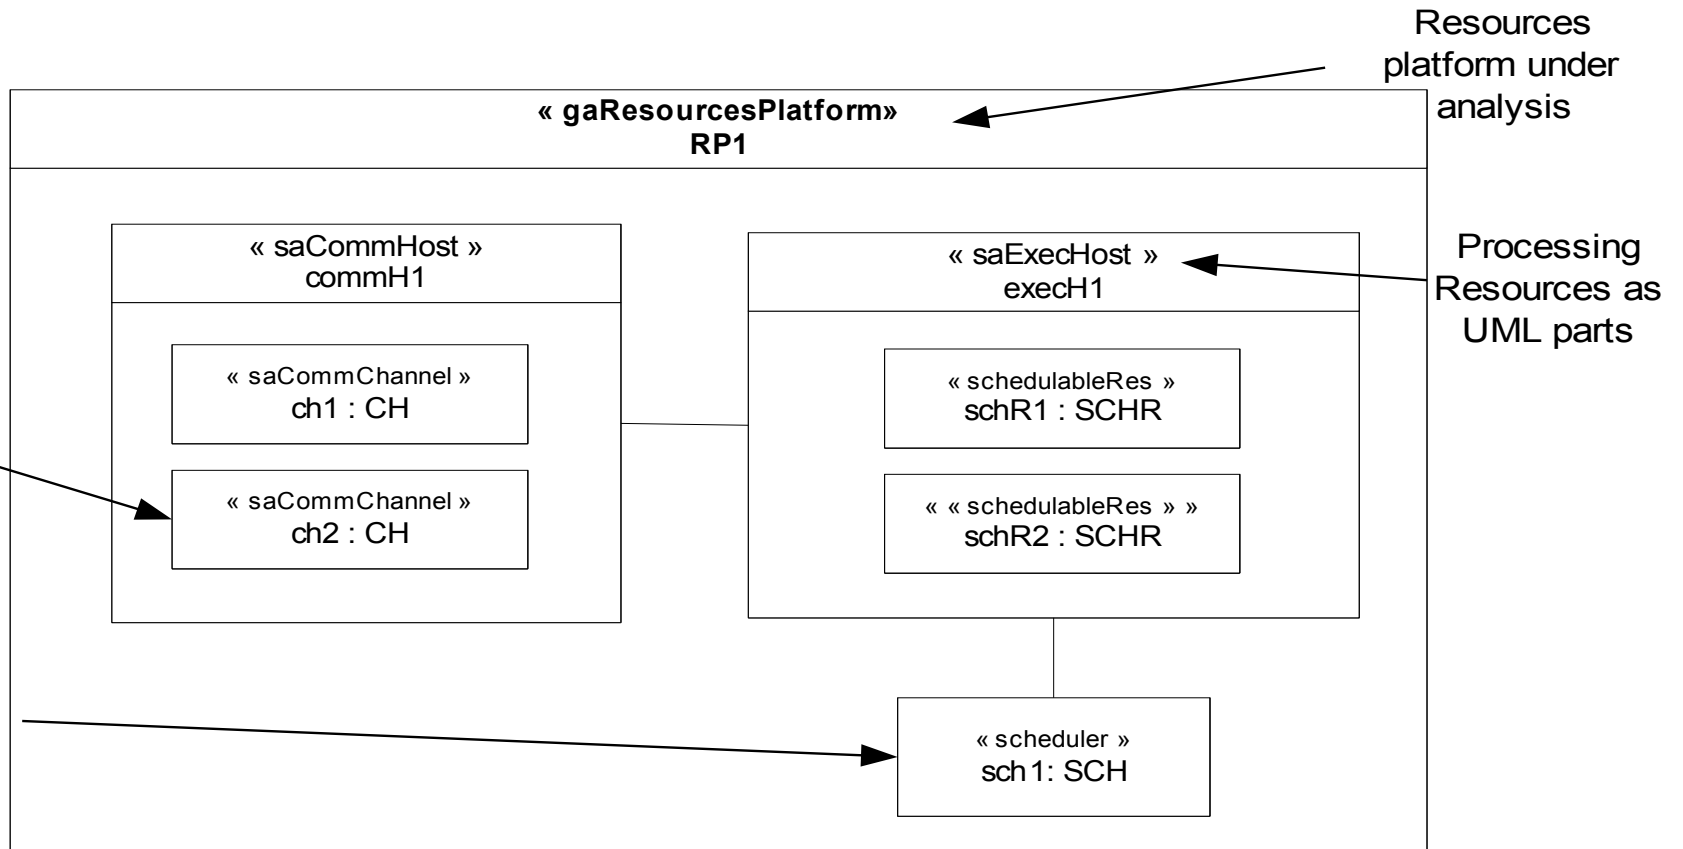 Resources
platform under
analysis
« gaResourcesPlatform»
RP1
« saCommHost »
commH1
« saExecHost »
execH1
Processing
Resources as
UML parts
« saCommChannel »
ch1 : CH
« schedulableRes »
schR1 : SCHR
« saCommChannel »
ch2 : CH
« « schedulableRes » »
schR2 : SCHR
« scheduler »
sch1: SCH